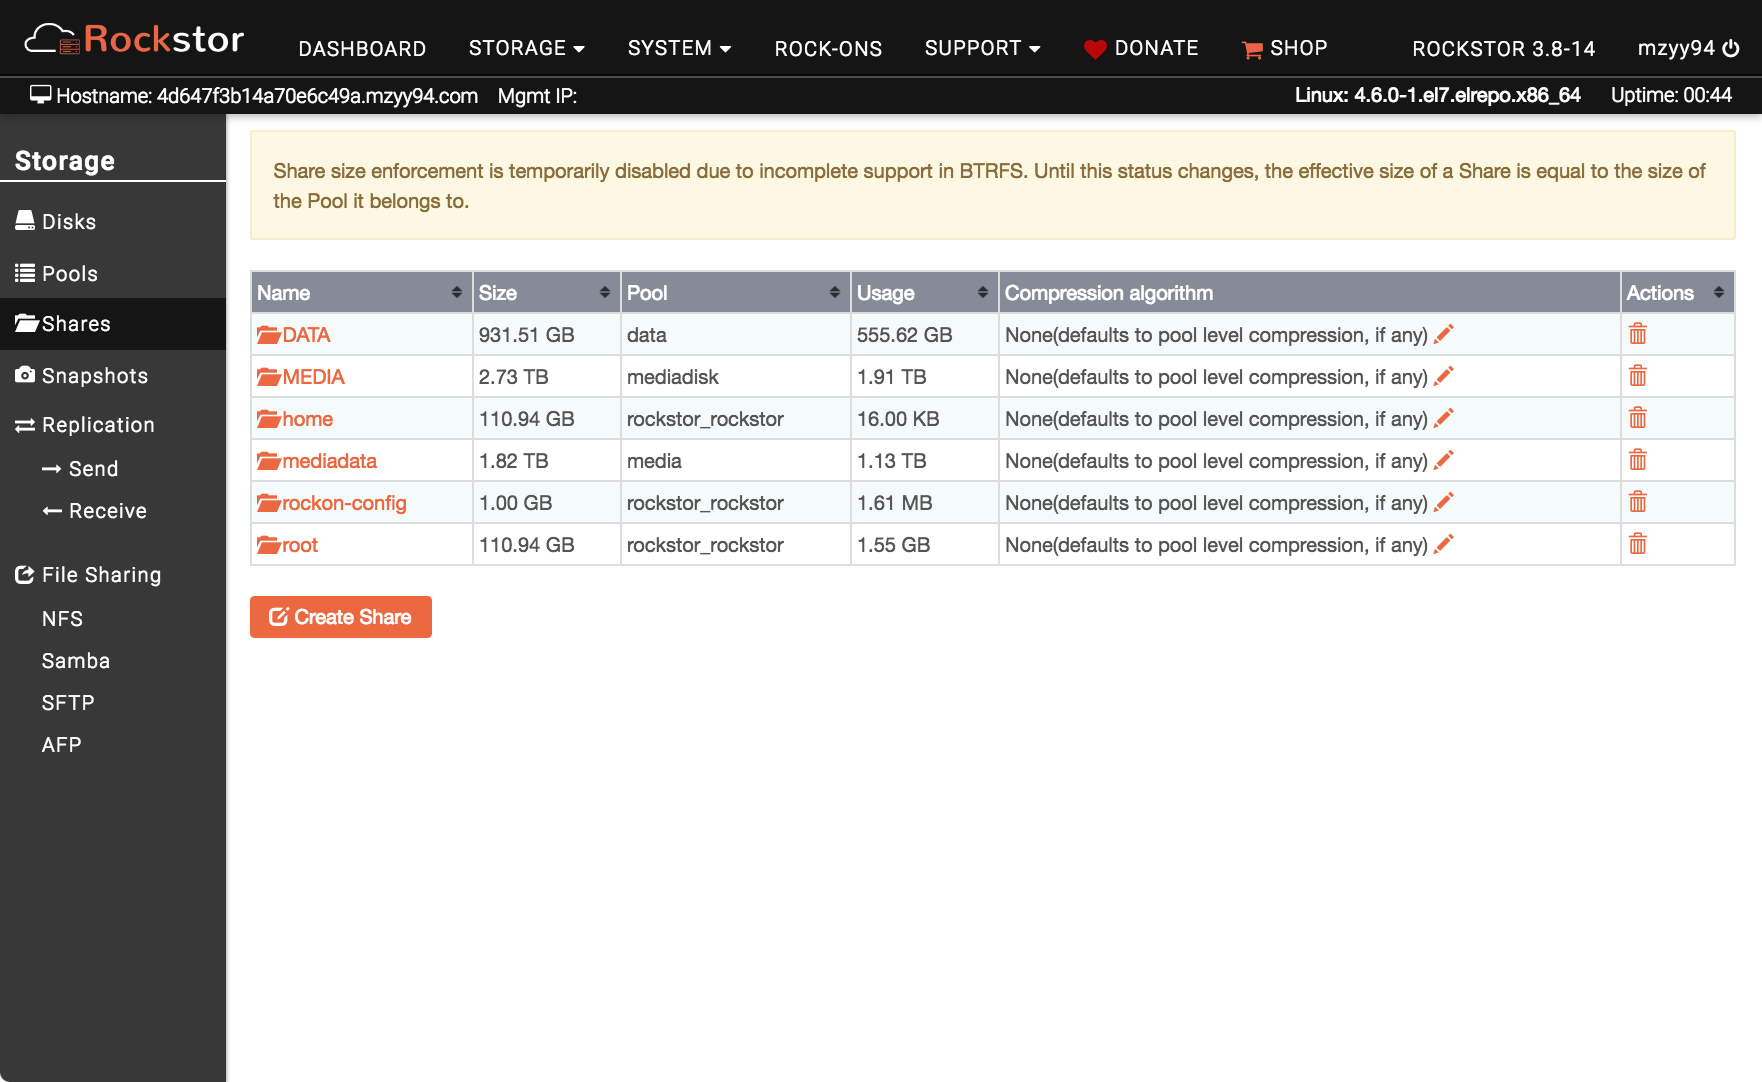 Rockstor
DASHBOARD STORAGE SYSTEM ROCK-ONS SUPPORT DONATE SHOP ROCKSTOR 3.8-14 mzyy94
Hostname: 4d647f3b14a70e6c49a.mzyy94.com Mgmt IP: Linux: 4.6.0-1.el7.elrepo.x86_64 Uptime: 00:44
Storage
Disks
Pools
Shares
Snapshots
Replication
Send
Receive
File Sharing
NFS
Samba
SFTP
AFP
Share size enforcement is temporarily disabled due to incomplete support in BTRFS. Until this status changes, the effective size of a Share is equal to the size of
the Pool it belongs to.
Name Size Pool Usage Compression algorithm Actions
DATA 931.51 GB data 555.62 GB None(defaults to pool level compression, if any)
MEDIA 2.73 TB mediadisk 1.91 TB None(defaults to pool level compression, if any)
home 110.94 GB rockstor_rockstor 16.00 KB None(defaults to pool level compression, if any)
mediadata 1.82 TB media 1.13 TB None(defaults to pool level compression, if any)
rockon-config 1.00 GB rockstor_rockstor 1.61 MB None(defaults to pool level compression, if any)
root 110.94 GB rockstor_rockstor 1.55 GB None(defaults to pool level compression, if any)
Create Share